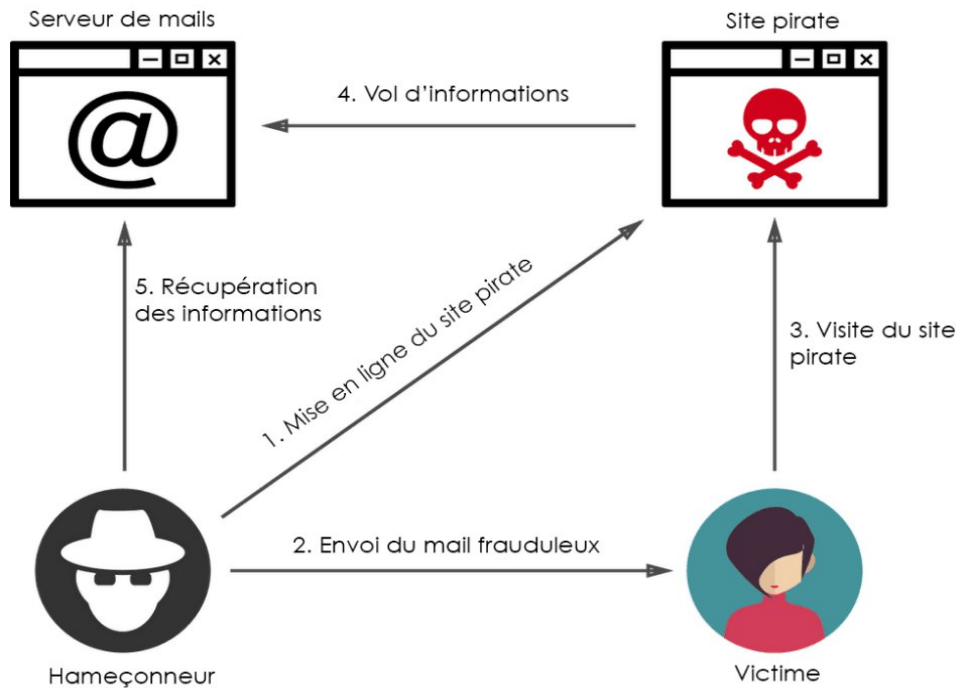 Serveur de mails
Site pirate
@
4. Vol d'informations
5. Récupération
des informations
1. Mise en ligne du site pirate
3. Visite du site
pirate
2. Envoi du mail frauduleux
Hameçonneur
Victime